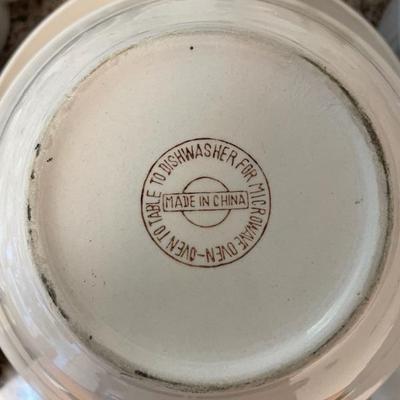 OVEN TO TABLE TO DISHWASHER FOR MICROWAVE OVEN-
MADE IN CHINA